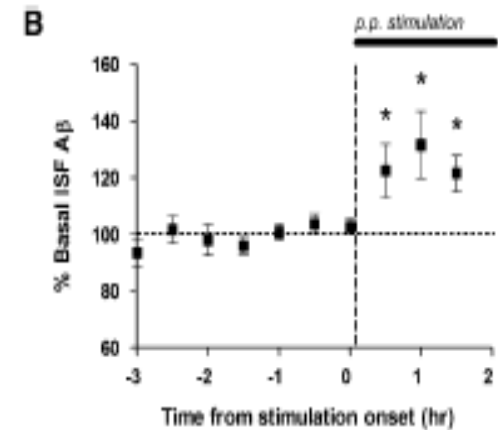 B
p.p. stimulation
160
140
120
100
80
60
* * *
% Basal ISF Aβ
-3 -2 -1 0 1 2
Time from stimulation onset (hr)